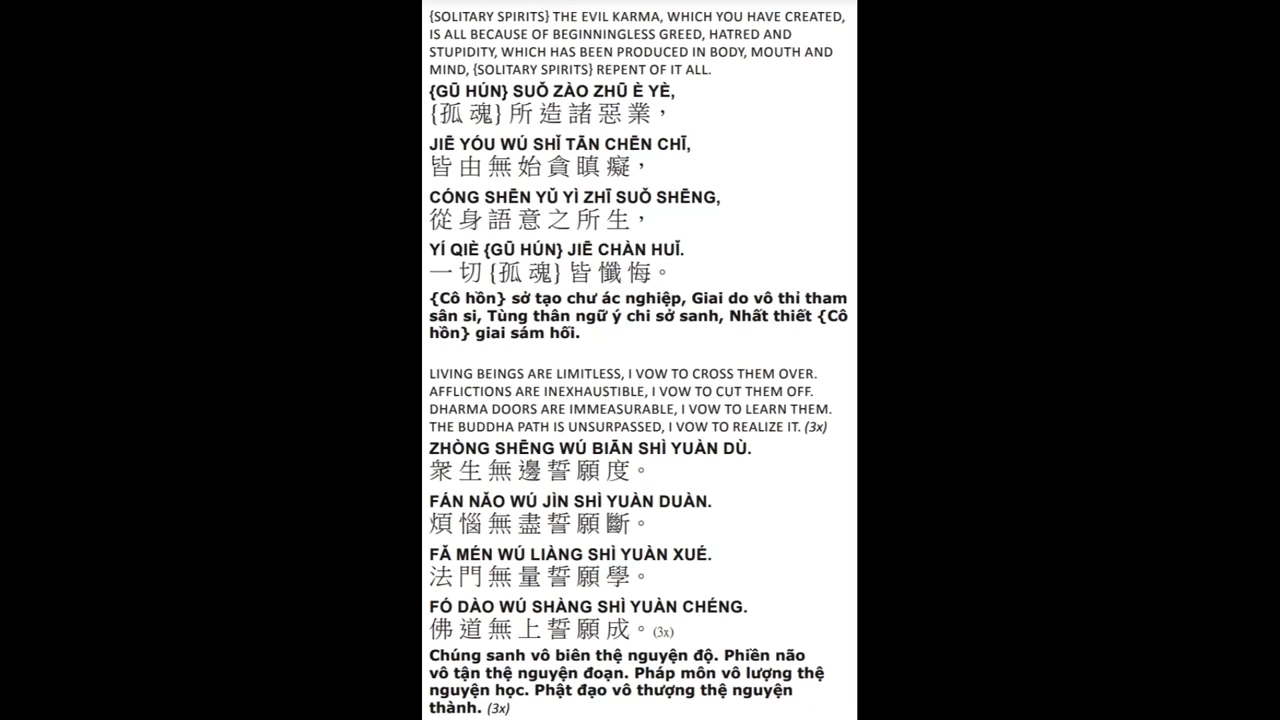 {SOLITARY SPIRITS} THE EVIL KARMA, WHICH YOU HAVE CREATED,
IS ALL BECAUSE OF BEGINNINGLESS GREED, HATRED AND
STUPIDITY, WHICH HAS BEEN PRODUCED IN BODY, MOUTH AND
MIND, {SOLITARY SPIRITS} REPENT OF IT ALL.
{GŪ HÚN} SUǑ ZÀO ZHŪ È YÈ,
{孤 魂} 所 造 諸 惡 業，
JIĒ YÓU WÚ SHǏ TĀN CHĒN CHĪ,
皆 由 無 始 貪 瞋 癡，
CÓNG SHĒN YǓ YÌ ZHĪ SUǑ SHĒNG,
從 身 語 意 之 所 生，
YÍ QIÈ {GŪ HÚN} JIĒ CHÀN HUǏ.
一 切 {孤 魂} 皆 懺 悔。
{Cô hồn} sở tạo chư ác nghiệp, Giai do vô thỉ tham
sân si, Tùng thân ngữ ý chi sở sanh, Nhất thiết {Cô
hồn} giai sám hối.
LIVING BEINGS ARE LIMITLESS, I VOW TO CROSS THEM OVER.
AFFLICTIONS ARE INEXHAUSTIBLE, I VOW TO CUT THEM OFF.
DHARMA DOORS ARE IMMEASURABLE, I VOW TO LEARN THEM.
THE BUDDHA PATH IS UNSURPASSED, I VOW TO REALIZE IT. (3x)
ZHÒNG SHĒNG WÚ BIĀN SHÌ YUÀN DÙ.
衆 生 無 邊 誓 願 度。
FÁN NǍO WÚ JÌN SHÌ YUÀN DUÀN.
煩 惱 無 盡 誓 願 斷。
FǍ MÉN WÚ LIÀNG SHÌ YUÀN XUÉ.
法 門 無 量 誓 願 學。
FÓ DÀO WÚ SHÀNG SHÌ YUÀN CHÉNG.
佛 道 無 上 誓 願 成。(3x)
Chúng sanh vô biên thệ nguyện độ. Phiền não
vô tận thệ nguyện đoạn. Pháp môn vô lượng thệ
nguyện học. Phật đạo vô thượng thệ nguyện
thành. (3x)